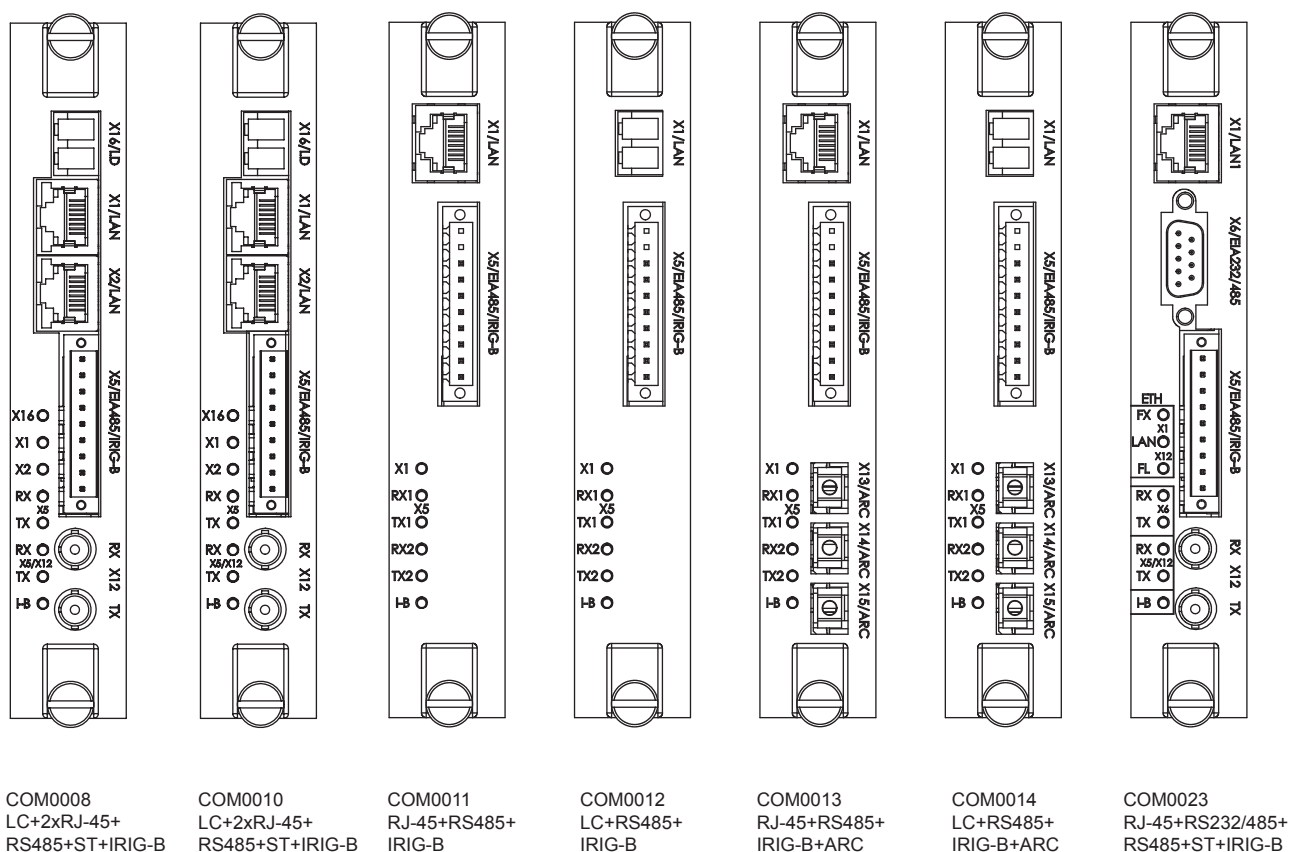 X16/LD
X1/LAN
X2/LAN
X5/EIA485/IRIG-B
X16
X1
X2
RX
X5
TX
RX
X5/X12
TX
I-B
RX X12 TX
COM0008
LC+2xRJ-45+
RS485+ST+IRIG-B
X16/LD
X1/LAN
X2/LAN
X5/EIA485/IRIG-B
X16
X1
X2
RX
X5
TX
RX
X5/X12
TX
I-B
RX X12 TX
COM0010
LC+2xRJ-45+
RS485+ST+IRIG-B
X1/LAN
X5/EIA485/IRIG-B
X1
RX1
X5
TX1
RX2
TX2
I-B
COM0011
RJ-45+RS485+
IRIG-B
X1/LAN
X5/EIA485/IRIG-B
X1
RX1
X5
TX1
RX2
TX2
I-B
COM0012
LC+RS485+
IRIG-B
X1/LAN
X5/EIA485/IRIG-B
X1
RX1
X5
TX1
RX2
TX2
I-B
X13/ARC X14/ARC X15/ARC
COM0013
RJ-45+RS485+
IRIG-B+ARC
X1/LAN
X5/EIA485/IRIG-B
X1
RX1
X5
TX1
RX2
TX2
I-B
X13/ARC X14/ARC X15/ARC
COM0014
LC+RS485+
IRIG-B+ARC
X1/LAN1
X6/EIA232/485
X5/EIA485/IRIG-B
ETH
FX
X1
LAN
X12
FL
RX
X6
TX
RX
X5/X12
TX
I-B
RX X12 TX
COM0023
RJ-45+RS232/485+
RS485+ST+IRIG-B